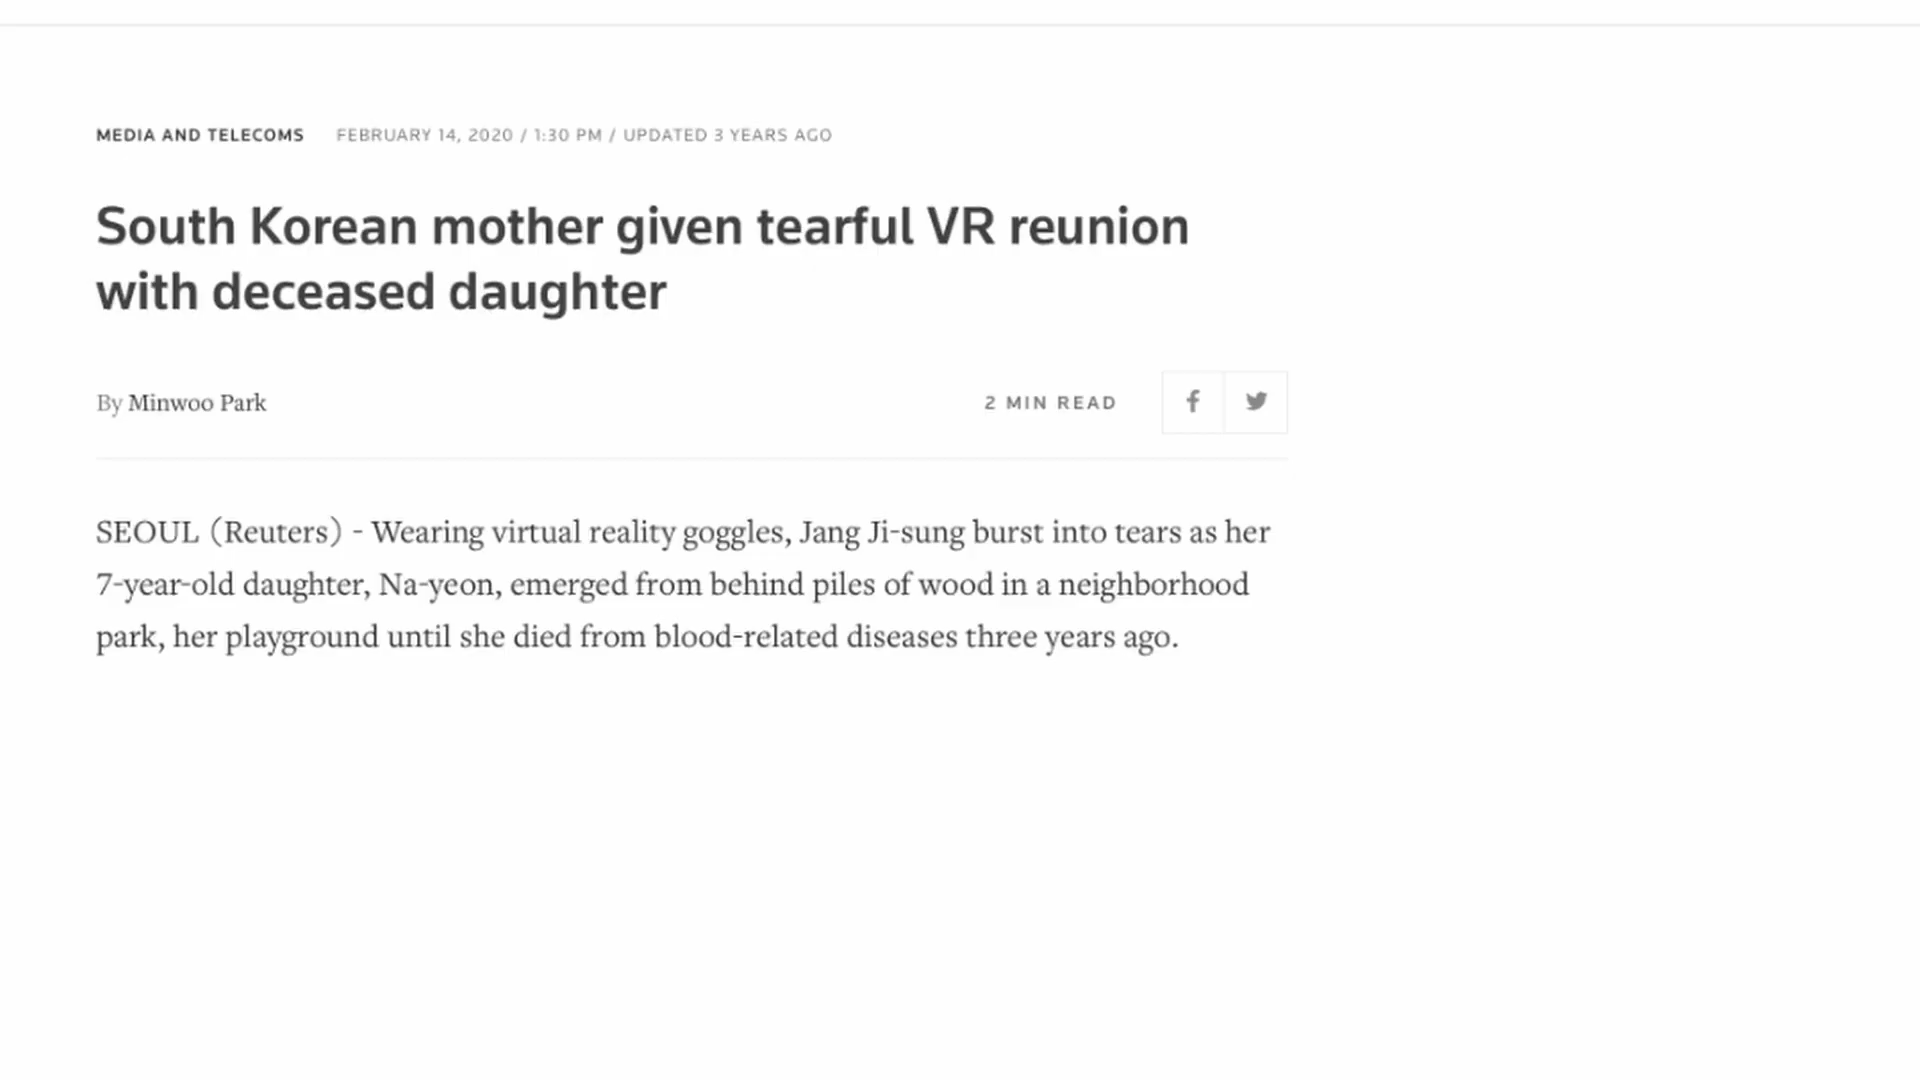 MEDIA AND TELECOMS FEBRUARY 14, 2020 / 1:30 PM / UPDATED 3 YEARS AGO
South Korean mother given tearful VR reunion
with deceased daughter
By Minwoo Park 2 MIN READ
SEOUL (Reuters) - Wearing virtual reality goggles, Jang Ji-sung burst into tears as her
7-year-old daughter, Na-yeon, emerged from behind piles of wood in a neighborhood
park, her playground until she died from blood-related diseases three years ago.